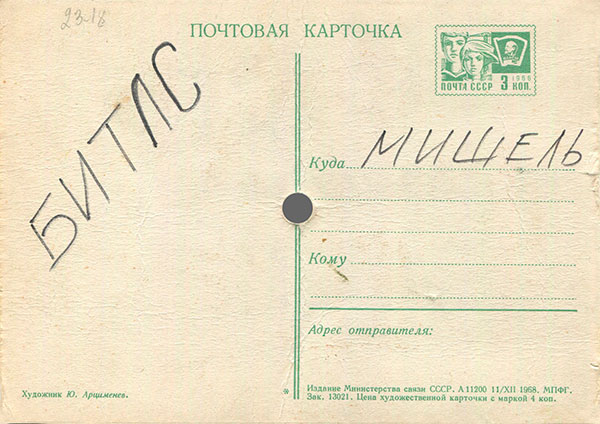 23-18
ПОЧТОВАЯ КАРТОЧКА
1966
ПОЧТА СССР 3 КОП.
БИТЛС
Куда МИШЕЛЬ
Кому
Адрес отправителя:
Художник Ю. Арцименев.
* Издание Министерства связи СССР. А 11200 11/XII 1968. МПФГ.
Зак. 13021. Цена художественной карточки с маркой 4 коп.